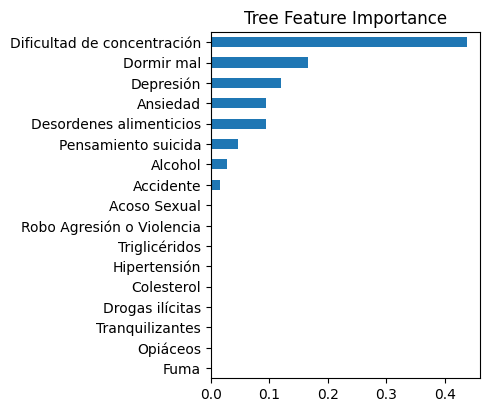 Tree Feature Importance
Dificultad de concentración
Dormir mal
Depresión
Ansiedad
Desordenes alimenticios
Pensamiento suicida
Alcohol
Accidente
Acoso Sexual
Robo Agresión o Violencia
Triglicéridos
Hipertensión
Colesterol
Drogas ilícitas
Tranquilizantes
Opiáceos
Fuma
0.0 0.1 0.2 0.3 0.4